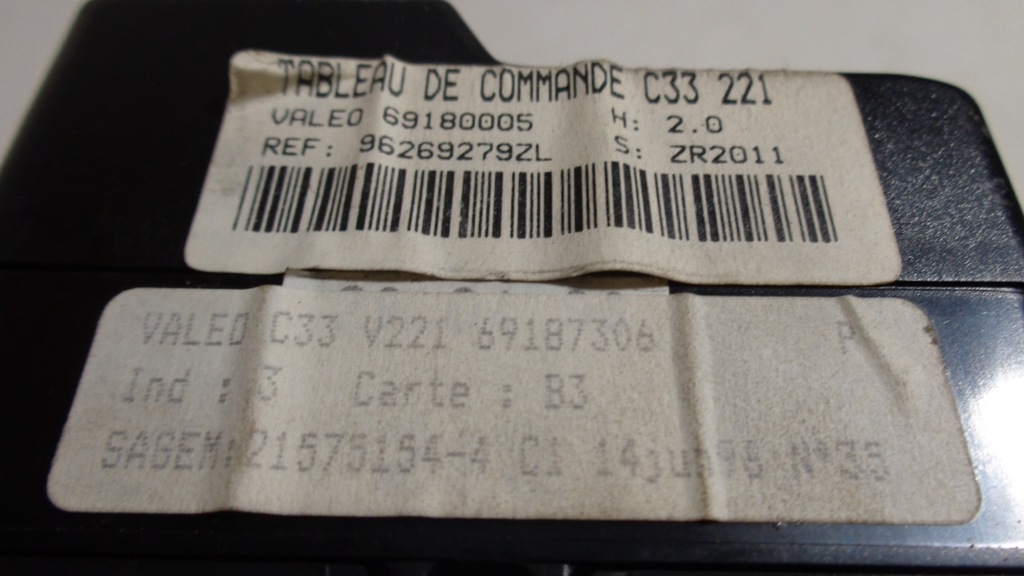 TABLEAU DE COMMANDE C33 221
VALEO 69180005 H: 2.0
REF: 96269279ZL S: ZR2011
VALEO C33 V221 69187306 P
Ind : 3 Carte : B3
SAGEM: 21575154-4 C1 N°35